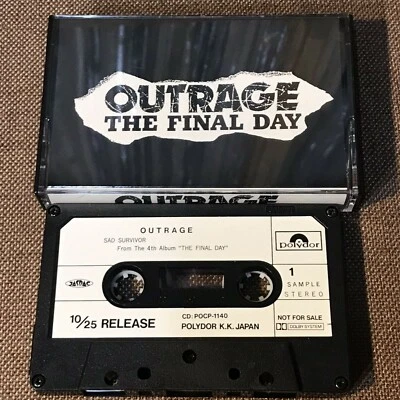 OUTRAGE
THE FINAL DAY
OUTRAGE
OUTRAGE
SAD SURVIVOR
From The 4th Album "THE FINAL DAY"
polydor
JASRAC
1
SAMPLE
STEREO
10/25 RELEASE
CD: POCP-1140
POLYDOR K.K. JAPAN
NOT FOR SALE
DOLBY SYSTEM